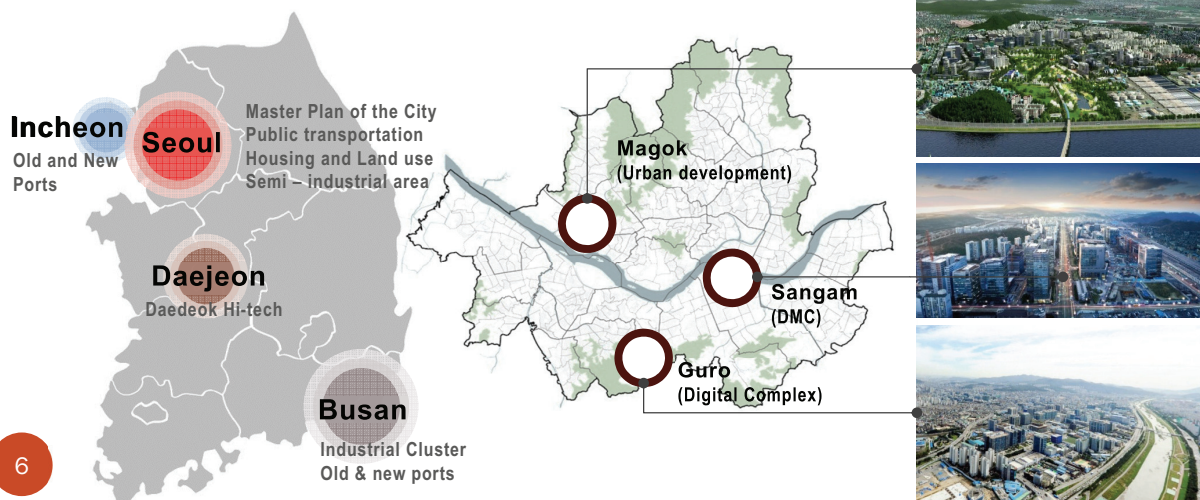 Incheon
Old and New
Ports
Seoul
Master Plan of the City
Public transportation
Housing and Land use
Semi – industrial area
Daejeon
Daedeok Hi-tech
Busan
Industrial Cluster
Old & new ports
Magok
(Urban development)
Sangam
(DMC)
Guro
(Digital Complex)
6